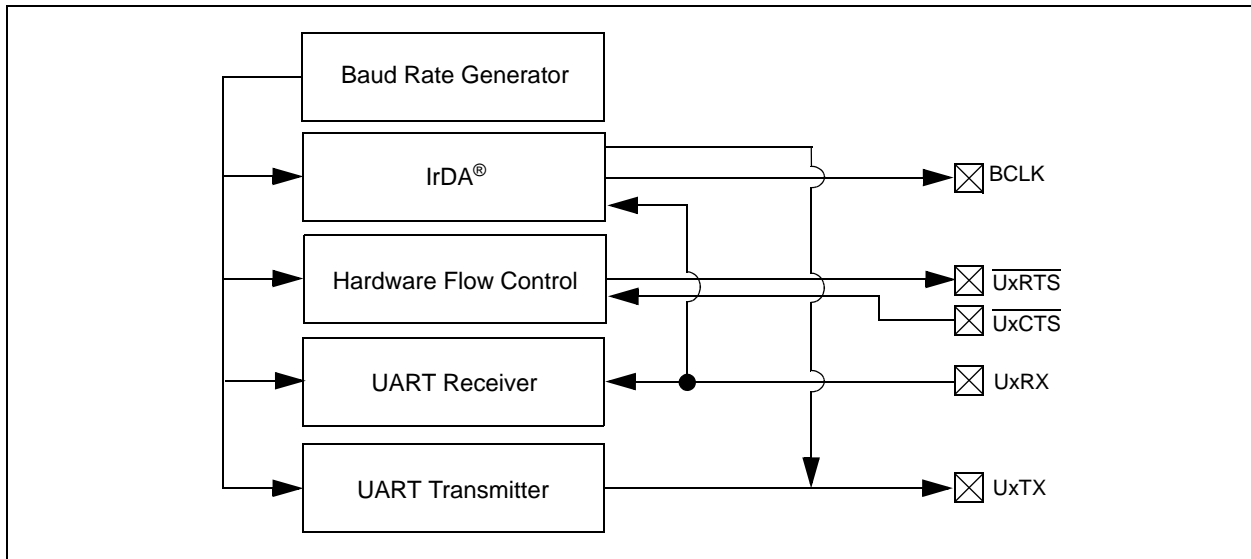 Baud Rate Generator
IrDA®
BCLK
Hardware Flow Control
UxRTS
UxCTS
UART Receiver
UxRX
UART Transmitter
UxTX